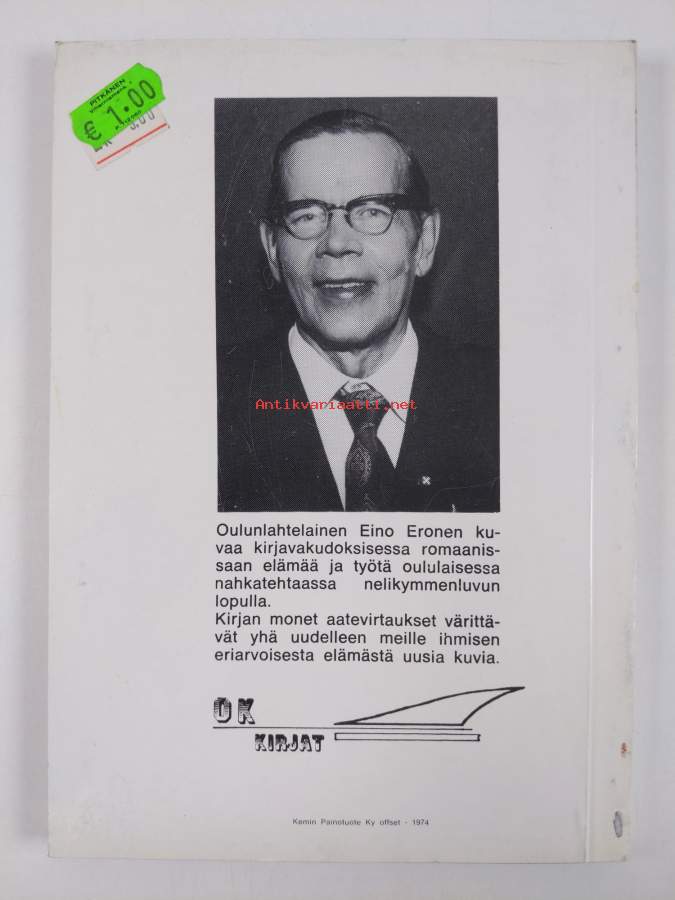 PITKÄNEN
€ 1.00
Antikvariaatti.net
Oulunlahtelainen Eino Eronen ku-
vaa kirjavakudoksisessa romaanis-
saan elämää ja työtä oululaisessa
nahkatehtaassa nelikymmenluvun
lopulla.
Kirjan monet aatevirtaukset värittä-
vät yhä uudelleen meille ihmisen
eriarvoisesta elämästä uusia kuvia.
OK
KIRJAT
Kemin Painotuote Ky offset - 1974